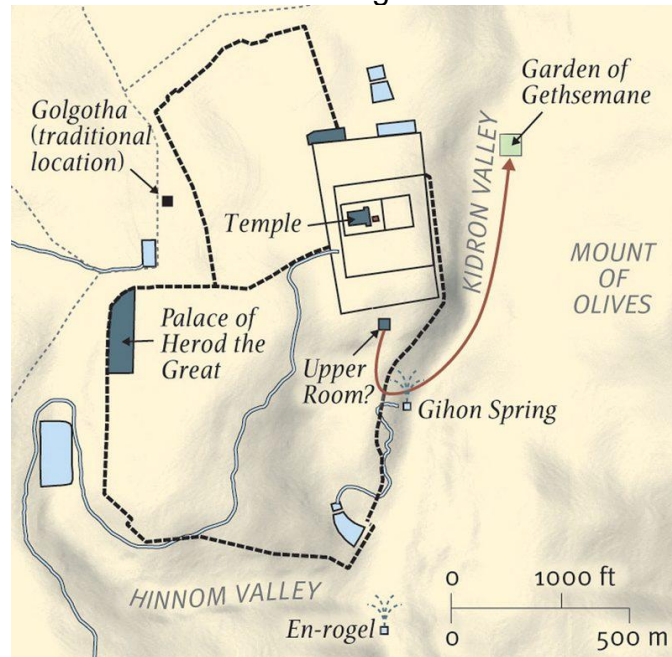 Garden of
Gethsemane
Golgotha
(traditional
location)
KIDRON VALLEY
Temple
MOUNT
OF
OLIVES
Palace of
Herod the
Great
Upper
Room?
Gihon Spring
HINNOM VALLEY
En-rogel
0 1000 ft
0 500 m